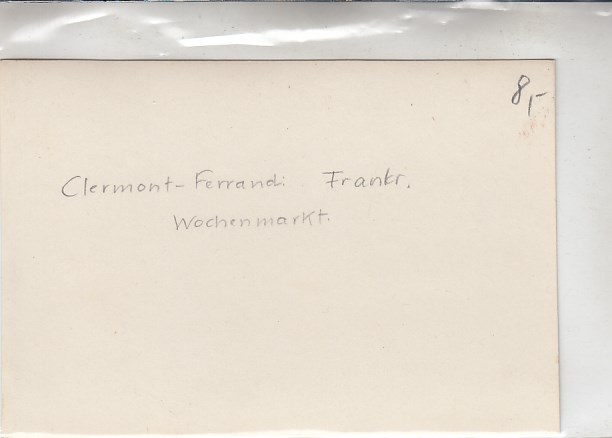 8,-
Clermont-Ferrand: Frankr.
Wochenmarkt.